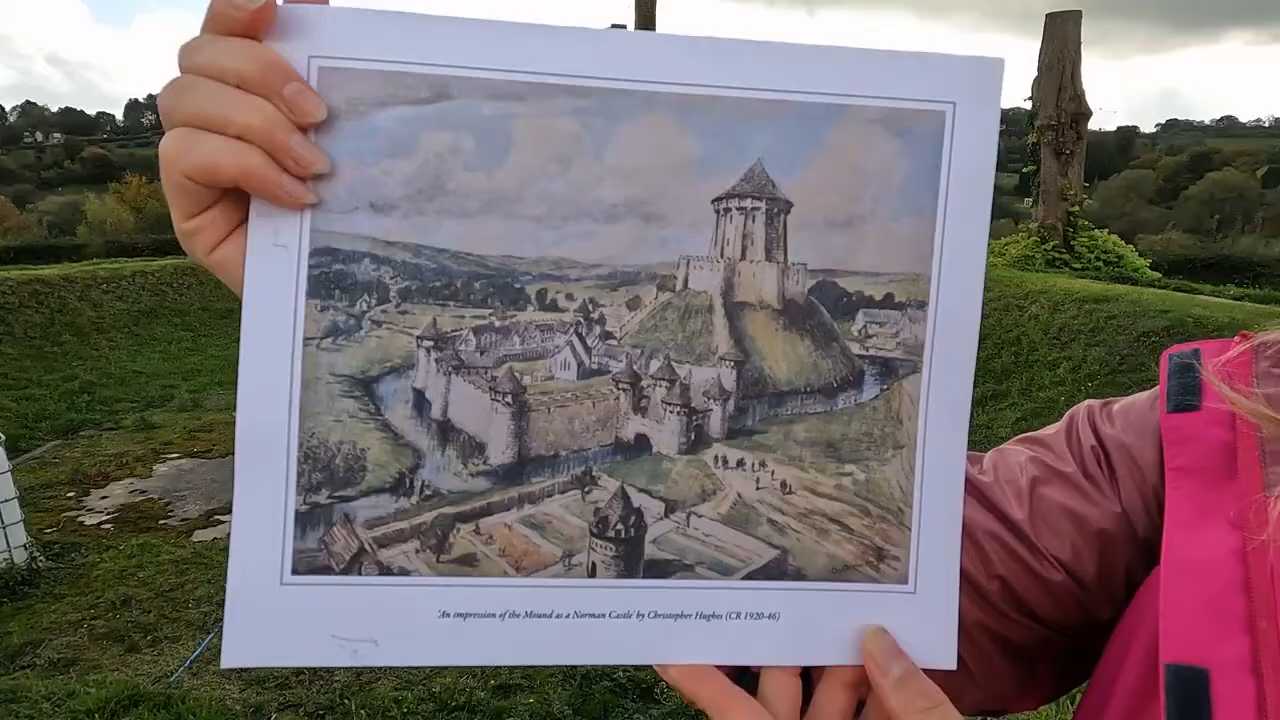 'An impression of the Mound as a Norman Castle' by Christopher Hughes (CR 1920-46)